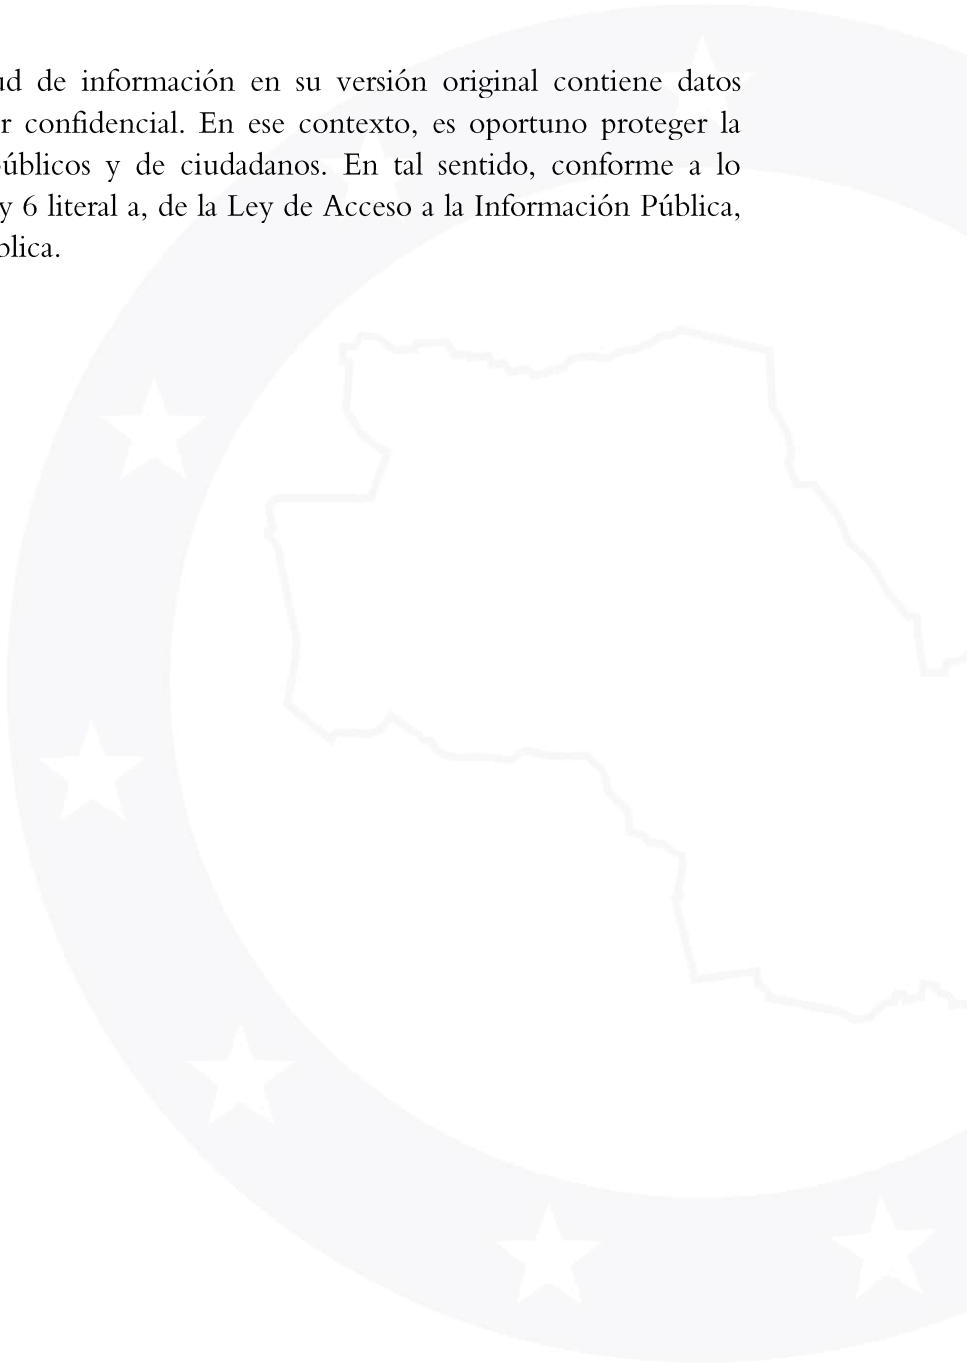 ud de información en su versión original contiene datos
r confidencial. En ese contexto, es oportuno proteger la
úblicos y de ciudadanos. En tal sentido, conforme a lo
y 6 literal a, de la Ley de Acceso a la Información Pública,
blica.